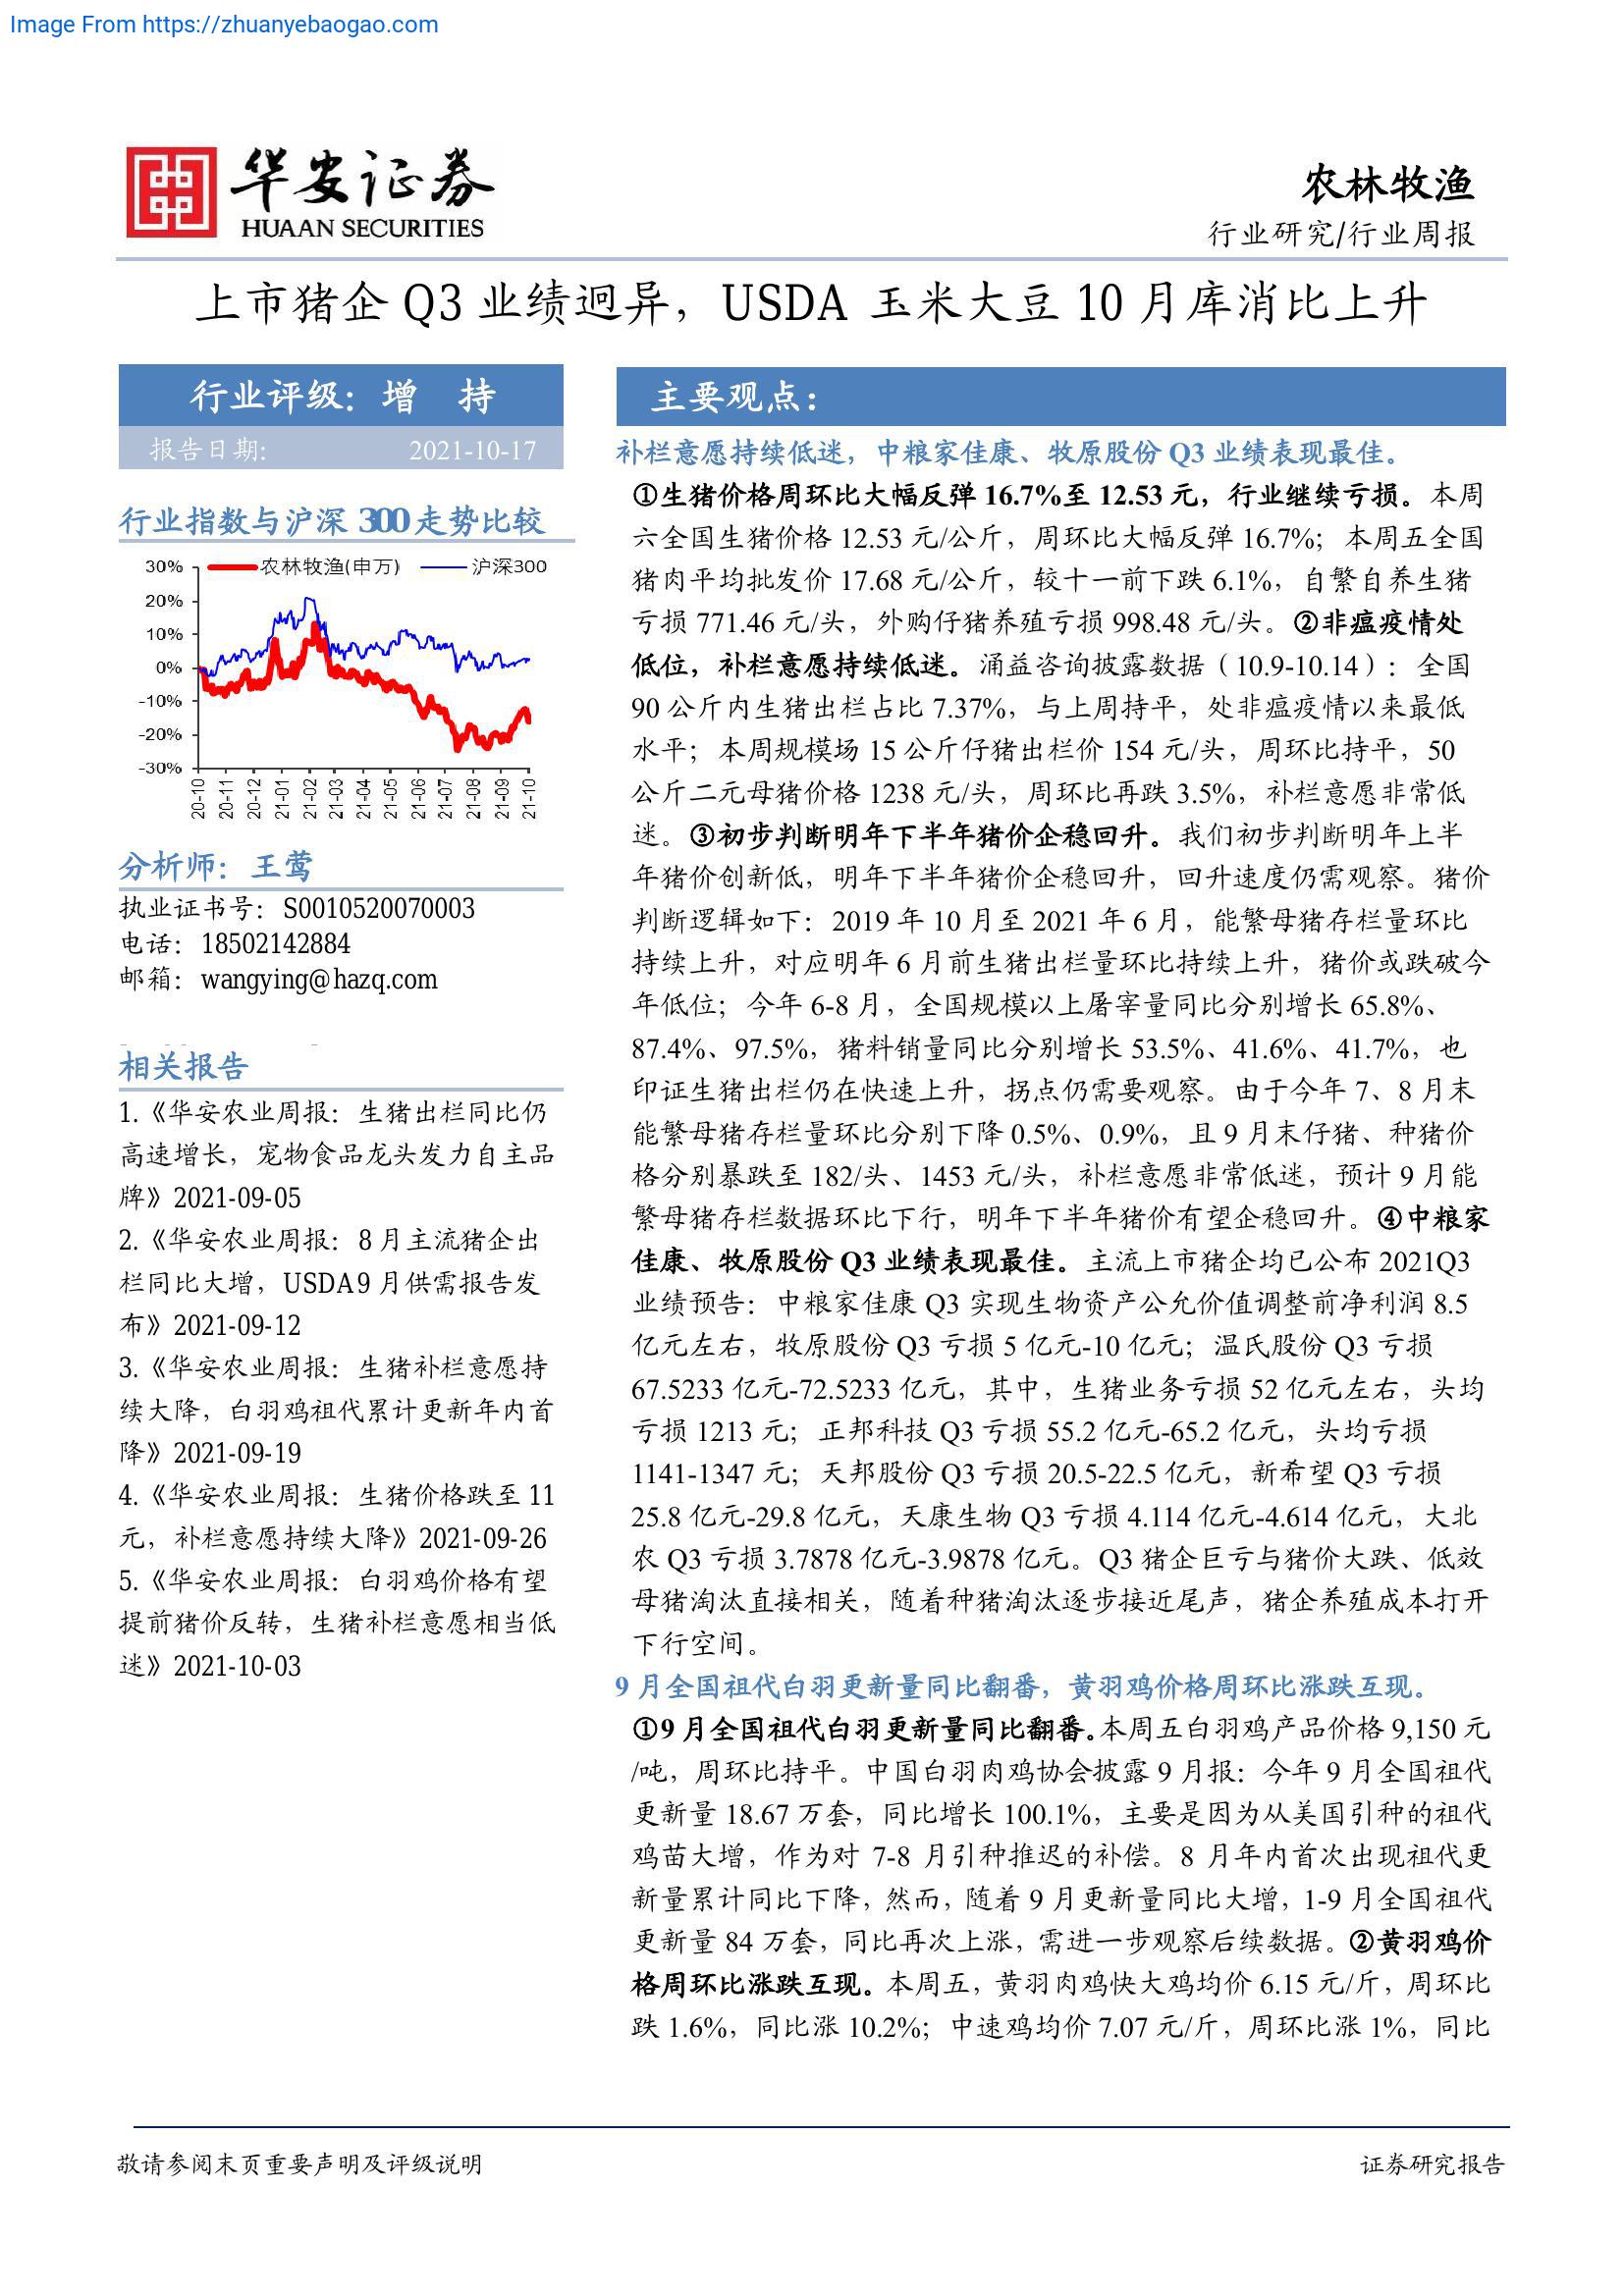 Image From https://zhuanyebaogao.com
华安证券
HUAAN SECURITIES
农林牧渔
行业研究/行业周报
上市猪企 Q3 业绩迥异，USDA 玉米大豆 10 月库消比上升
行业评级：增 持
报告日期： 2021-10-17
行业指数与沪深 300 走势比较
农林牧渔(申万) 沪深300
30%
20%
10%
0%
-10%
-20%
-30%
20-10 20-11 20-12 21-01 21-02 21-03 21-04 21-05 21-06 21-07 21-08 21-09 21-10
分析师：王莺
执业证书号：S0010520070003
电话：18502142884
邮箱：wangying@hazq.com
相关报告
1.《华安农业周报：生猪出栏同比仍
高速增长，宠物食品龙头发力自主品
牌》2021-09-05
2.《华安农业周报：8 月主流猪企出
栏同比大增，USDA9 月供需报告发
布》2021-09-12
3.《华安农业周报：生猪补栏意愿持
续大降，白羽鸡祖代累计更新年内首
降》2021-09-19
4.《华安农业周报：生猪价格跌至 11
元，补栏意愿持续大降》2021-09-26
5.《华安农业周报：白羽鸡价格有望
提前猪价反转，生猪补栏意愿相当低
迷》2021-10-03
主要观点：
补栏意愿持续低迷，中粮家佳康、牧原股份 Q3 业绩表现最佳。
①生猪价格周环比大幅反弹 16.7%至 12.53 元，行业继续亏损。本周
六全国生猪价格 12.53 元/公斤，周环比大幅反弹 16.7%；本周五全国
猪肉平均批发价 17.68 元/公斤，较十一前下跌 6.1%，自繁自养生猪
亏损 771.46 元/头，外购仔猪养殖亏损 998.48 元/头。②非瘟疫情处
低位，补栏意愿持续低迷。涌益咨询披露数据（10.9-10.14）：全国
90 公斤内生猪出栏占比 7.37%，与上周持平，处非瘟疫情以来最低
水平；本周规模场 15 公斤仔猪出栏价 154 元/头，周环比持平，50
公斤二元母猪价格 1238 元/头，周环比再跌 3.5%，补栏意愿非常低
迷。③初步判断明年下半年猪价企稳回升。我们初步判断明年上半
年猪价创新低，明年下半年猪价企稳回升，回升速度仍需观察。猪价
判断逻辑如下：2019 年 10 月至 2021 年 6 月，能繁母猪存栏量环比
持续上升，对应明年 6 月前生猪出栏量环比持续上升，猪价或跌破今
年低位；今年 6-8 月，全国规模以上屠宰量同比分别增长 65.8%、
87.4%、97.5%，猪料销量同比分别增长 53.5%、41.6%、41.7%，也
印证生猪出栏仍在快速上升，拐点仍需要观察。由于今年 7、8 月末
能繁母猪存栏量环比分别下降 0.5%、0.9%，且 9 月末仔猪、种猪价
格分别暴跌至 182/头、1453 元/头，补栏意愿非常低迷，预计 9 月能
繁母猪存栏数据环比下行，明年下半年猪价有望企稳回升。④中粮家
佳康、牧原股份 Q3 业绩表现最佳。主流上市猪企均已公布 2021Q3
业绩预告：中粮家佳康 Q3 实现生物资产公允价值调整前净利润 8.5
亿元左右，牧原股份 Q3 亏损 5 亿元-10 亿元；温氏股份 Q3 亏损
67.5233 亿元-72.5233 亿元，其中，生猪业务亏损 52 亿元左右，头均
亏损 1213 元；正邦科技 Q3 亏损 55.2 亿元-65.2 亿元，头均亏损
1141-1347 元；天邦股份 Q3 亏损 20.5-22.5 亿元，新希望 Q3 亏损
25.8 亿元-29.8 亿元，天康生物 Q3 亏损 4.114 亿元-4.614 亿元，大北
农 Q3 亏损 3.7878 亿元-3.9878 亿元。Q3 猪企巨亏与猪价大跌、低效
母猪淘汰直接相关，随着种猪淘汰逐步接近尾声，猪企养殖成本打开
下行空间。
9 月全国祖代白羽更新量同比翻番，黄羽鸡价格周环比涨跌互现。
①9 月全国祖代白羽更新量同比翻番。本周五白羽鸡产品价格 9,150 元
/吨，周环比持平。中国白羽肉鸡协会披露 9 月报：今年 9 月全国祖代
更新量 18.67 万套，同比增长 100.1%，主要是因为从美国引种的祖代
鸡苗大增，作为对 7-8 月引种推迟的补偿。8 月年内首次出现祖代更
新量累计同比下降，然而，随着 9 月更新量同比大增，1-9 月全国祖代
更新量 84 万套，同比再次上涨，需进一步观察后续数据。②黄羽鸡价
格周环比涨跌互现。本周五，黄羽肉鸡快大鸡均价 6.15 元/斤，周环比
跌 1.6%，同比涨 10.2%；中速鸡均价 7.07 元/斤，周环比涨 1%，同比
敬请参阅末页重要声明及评级说明
证券研究报告